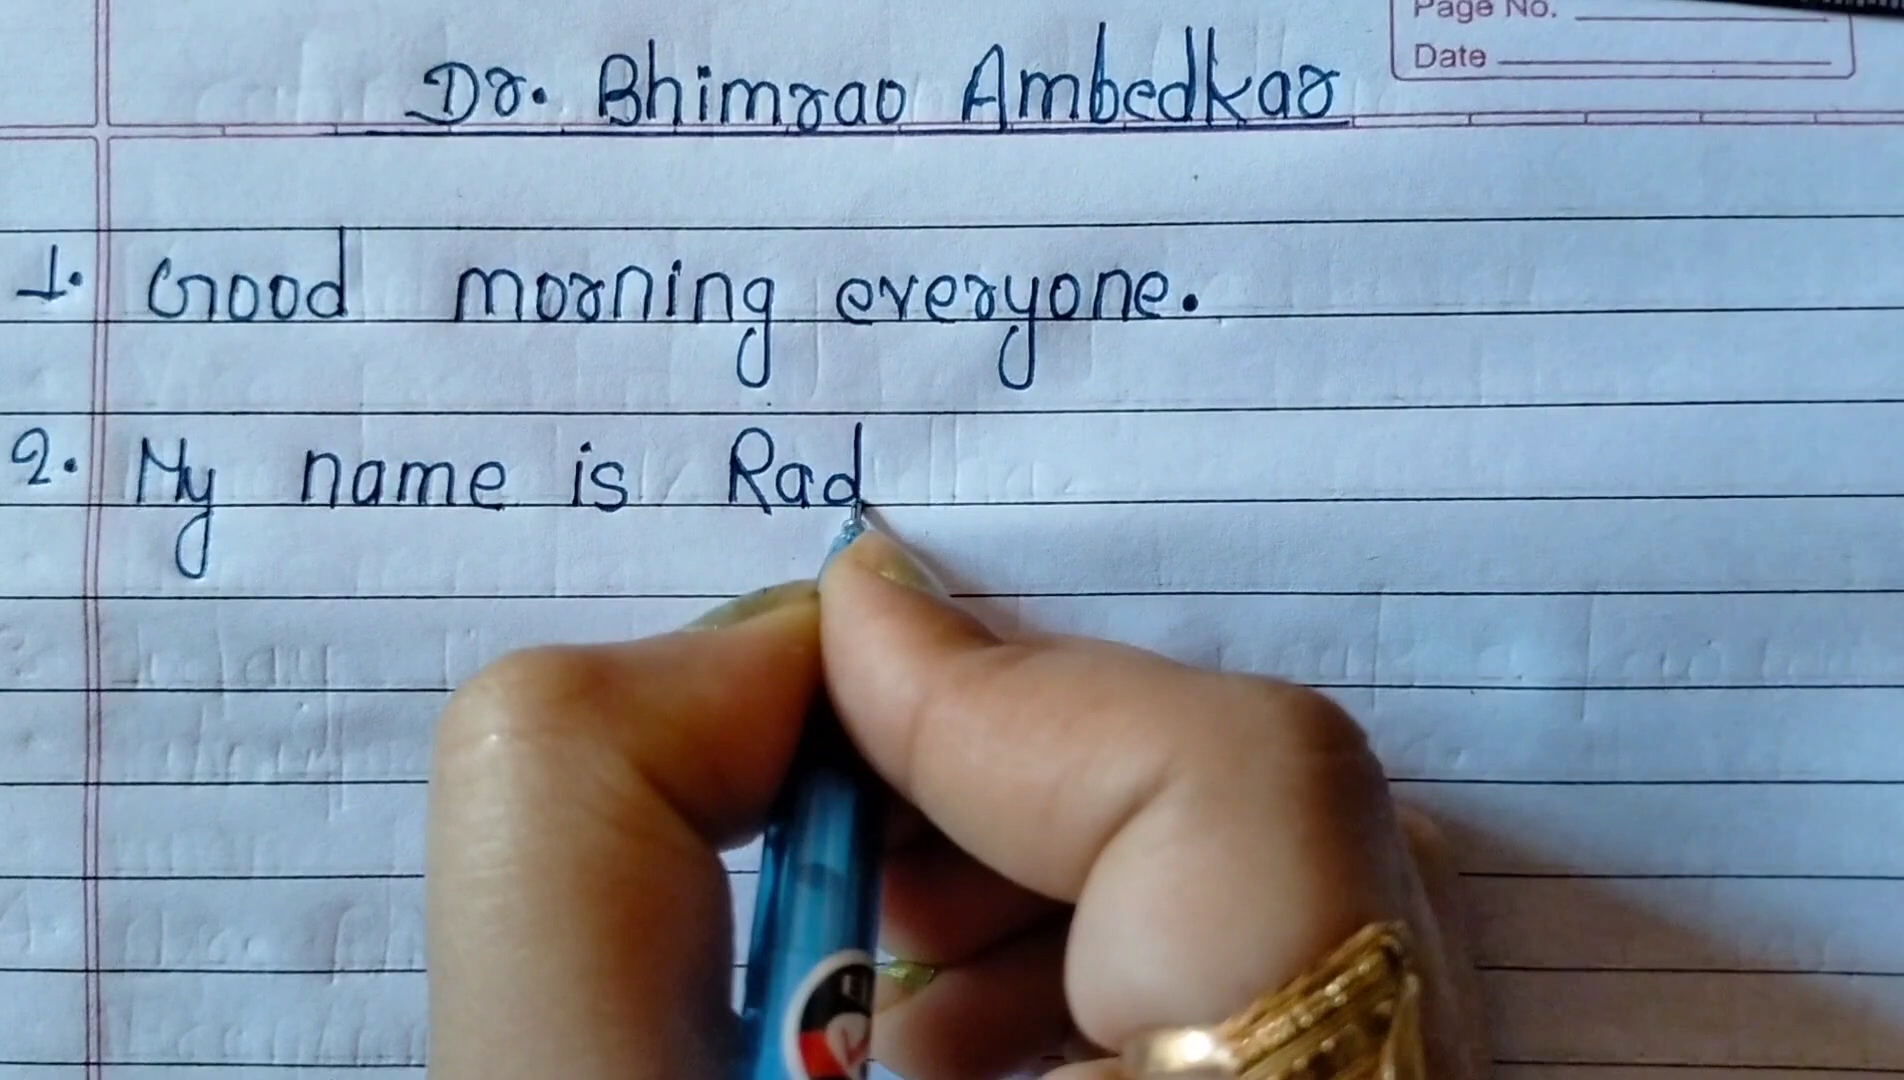 Page No.
Date
Dr. Bhimrao Ambedkar
1. Good morning everyone.
2. My name is Rad